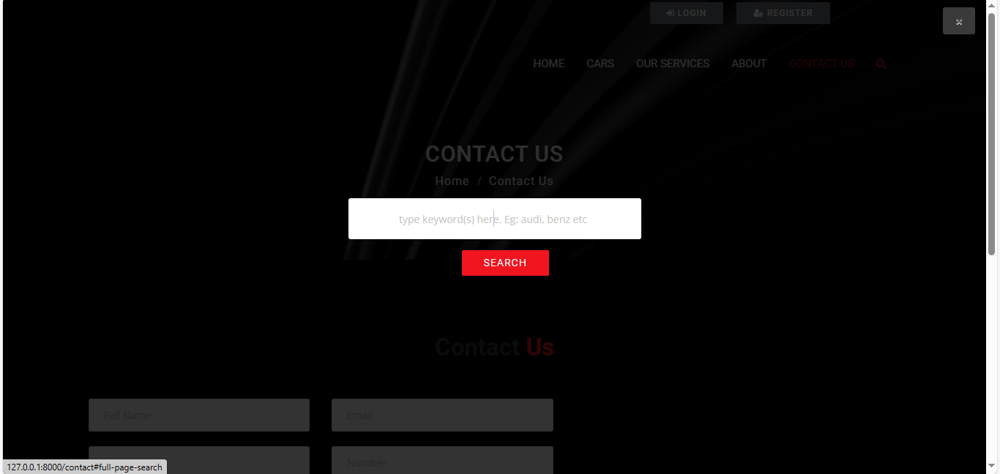 LOGIN REGISTER
×
HOME CARS OUR SERVICES ABOUT CONTACT US
CONTACT US
Home / Contact Us
type keyword(s) here. Eg: audi, benz etc
SEARCH
Contact Us
Full Name Email
Number
127.0.0.1:8000/contact#full-page-search